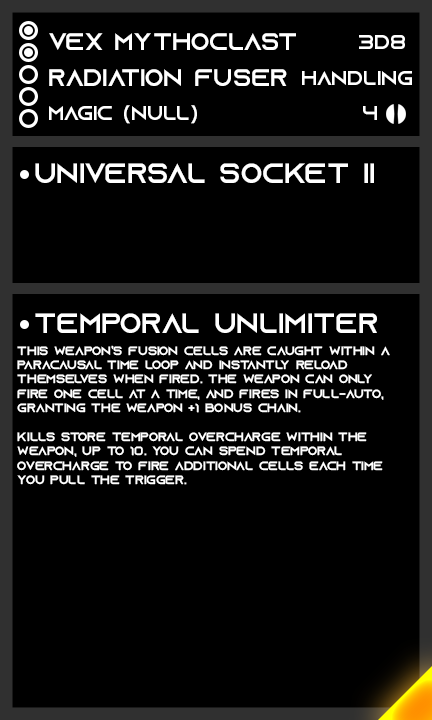 VEX MYTHOCLAST 3D8
RADIATION FUSER HANDLING
MAGIC (NULL) 4
•UNIVERSAL SOCKET II
•TEMPORAL UNLIMITER
THIS WEAPON'S FUSION CELLS ARE CAUGHT WITHIN A
PARACAUSAL TIME LOOP AND INSTANTLY RELOAD
THEMSELVES WHEN FIRED. THE WEAPON CAN ONLY
FIRE ONE CELL AT A TIME, AND FIRES IN FULL-AUTO,
GRANTING THE WEAPON +1 BONUS CHAIN.
KILLS STORE TEMPORAL OVERCHARGE WITHIN THE
WEAPON, UP TO 10. YOU CAN SPEND TEMPORAL
OVERCHARGE TO FIRE ADDITIONAL CELLS EACH TIME
YOU PULL THE TRIGGER.